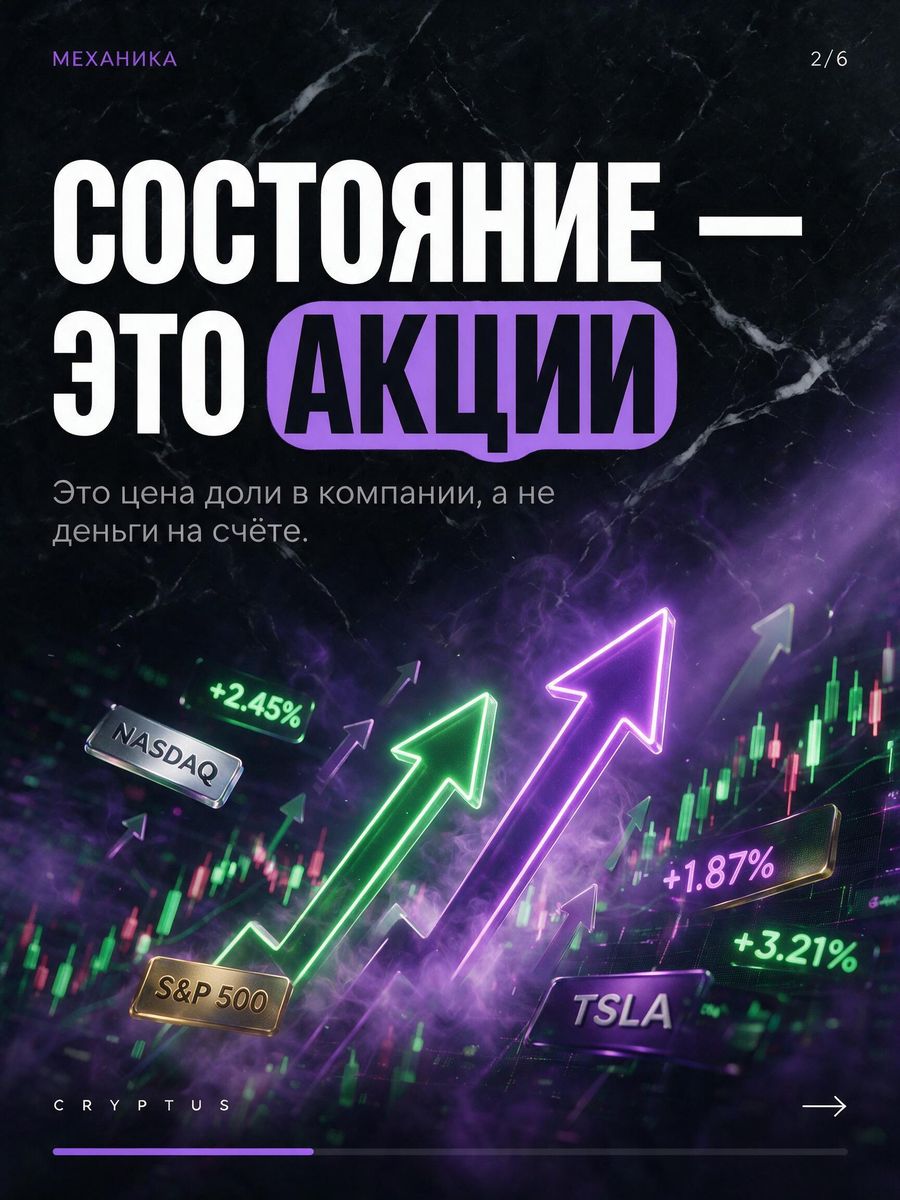 МЕХАНИКА
2/6
СОСТОЯНИЕ —
ЭТО АКЦИИ
Это цена доли в компании, а не
деньги на счёте.
+2.45%
NASDAQ
+1.87%
+3.21%
S&P 500
TSLA
CRYPTUS